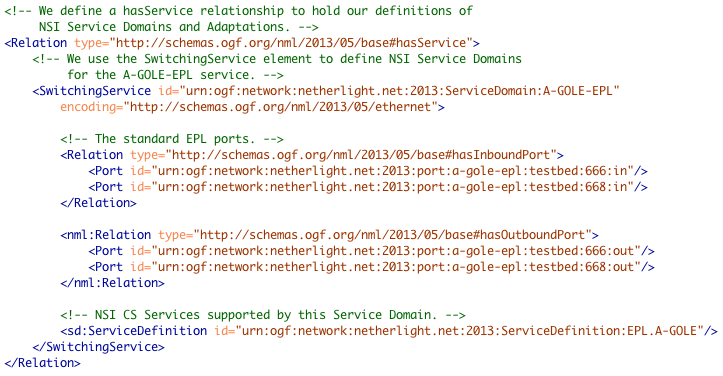 <!-- We define a hasService relationship to hold our definitions of
     NSI Service Domains and Adaptations. -->
<Relation type="http://schemas.ogf.org/nml/2013/05/base#hasService">
    <!-- We use the SwitchingService element to define NSI Service Domains
         for the A-GOLE-EPL service. -->
    <SwitchingService id="urn:ogf:network:netherlight.net:2013:ServiceDomain:A-GOLE-EPL"
        encoding="http://schemas.ogf.org/nml/2013/05/ethernet">

        <!-- The standard EPL ports. -->
        <Relation type="http://schemas.ogf.org/nml/2013/05/base#hasInboundPort">
            <Port id="urn:ogf:network:netherlight.net:2013:port:a-gole-epl:testbed:666:in"/>
            <Port id="urn:ogf:network:netherlight.net:2013:port:a-gole-epl:testbed:668:in"/>
        </Relation>

        <nml:Relation type="http://schemas.ogf.org/nml/2013/05/base#hasOutboundPort">
            <Port id="urn:ogf:network:netherlight.net:2013:port:a-gole-epl:testbed:666:out"/>
            <Port id="urn:ogf:network:netherlight.net:2013:port:a-gole-epl:testbed:668:out"/>
        </nml:Relation>

        <!-- NSI CS Services supported by this Service Domain. -->
        <sd:ServiceDefinition id="urn:ogf:network:netherlight.net:2013:ServiceDefinition:EPL.A-GOLE"/>
    </SwitchingService>
</Relation>